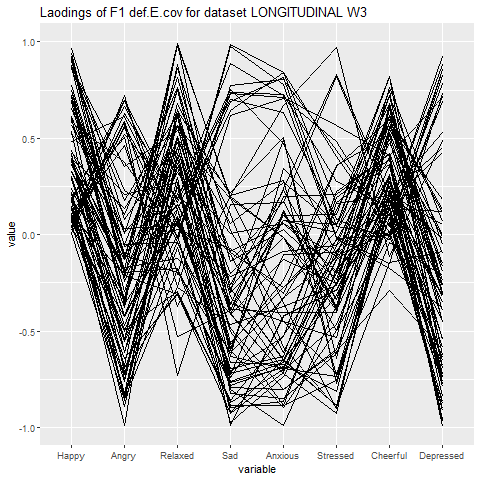 Laodings of F1 def.E.cov for dataset LONGITUDINAL W3
1.0
0.5
0.0
-0.5
-1.0
value
Happy Angry Relaxed Sad Anxious Stressed Cheerful Depressed
variable